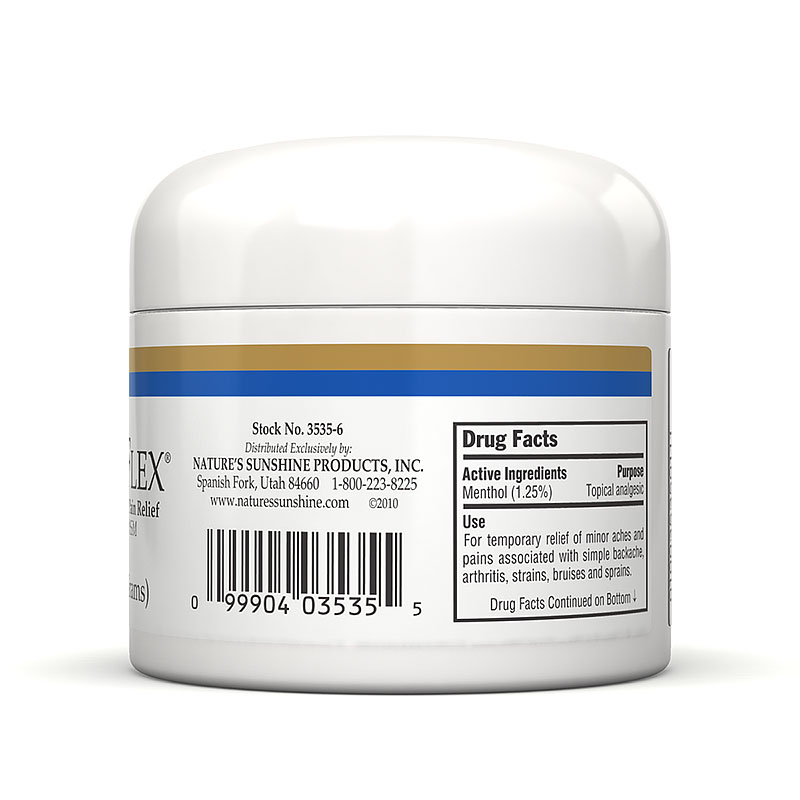 FLEX®
Pain Relief
MSM
grams)
Stock No. 3535-6
Distributed Exclusively by:
NATURE'S SUNSHINE PRODUCTS, INC.
Spanish Fork, Utah 84660 1-800-223-8225
www.naturessunshine.com ©2010
0 99904 03535 5
Drug Facts
Active Ingredients Purpose
Menthol (1.25%) Topical analgesic
Use
For temporary relief of minor aches and
pains associated with simple backache,
arthritis, strains, bruises and sprains.
Drug Facts Continued on Bottom ↓